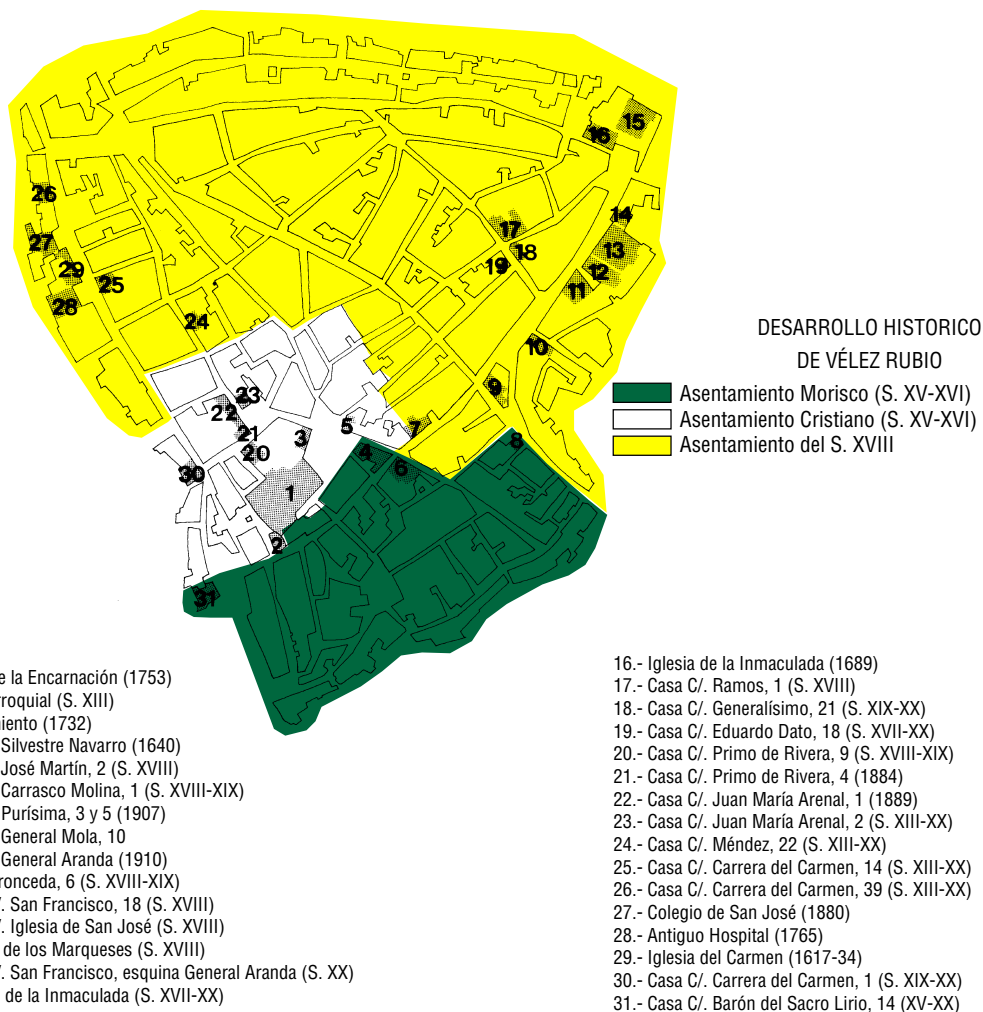 15
16
26
14
17
27
13
18
29
19
12
25
11
28
24
10
9
23
22
5
7
21
3
8
20
4
6
30
1
2
31
DESARROLLO HISTORICO
DE VÉLEZ RUBIO
Asentamiento Morisco (S. XV-XVI)
Asentamiento Cristiano (S. XV-XVI)
Asentamiento del S. XVIII
e la Encarnación (1753)
roquial (S. XIII)
niento (1732)
Silvestre Navarro (1640)
José Martín, 2 (S. XVIII)
Carrasco Molina, 1 (S. XVIII-XIX)
Purísima, 3 y 5 (1907)
General Mola, 10
General Aranda (1910)
ronceda, 6 (S. XVIII-XIX)
/. San Francisco, 18 (S. XVIII)
/. Iglesia de San José (S. XVIII)
de los Marqueses (S. XVIII)
/. San Francisco, esquina General Aranda (S. XX)
de la Inmaculada (S. XVII-XX)
16.- Iglesia de la Inmaculada (1689)
17.- Casa C/. Ramos, 1 (S. XVIII)
18.- Casa C/. Generalísimo, 21 (S. XIX-XX)
19.- Casa C/. Eduardo Dato, 18 (S. XVII-XX)
20.- Casa C/. Primo de Rivera, 9 (S. XVIII-XIX)
21.- Casa C/. Primo de Rivera, 4 (1884)
22.- Casa C/. Juan María Arenal, 1 (1889)
23.- Casa C/. Juan María Arenal, 2 (S. XIII-XX)
24.- Casa C/. Méndez, 22 (S. XIII-XX)
25.- Casa C/. Carrera del Carmen, 14 (S. XIII-XX)
26.- Casa C/. Carrera del Carmen, 39 (S. XIII-XX)
27.- Colegio de San José (1880)
28.- Antiguo Hospital (1765)
29.- Iglesia del Carmen (1617-34)
30.- Casa C/. Carrera del Carmen, 1 (S. XIX-XX)
31.- Casa C/. Barón del Sacro Lirio, 14 (XV-XX)